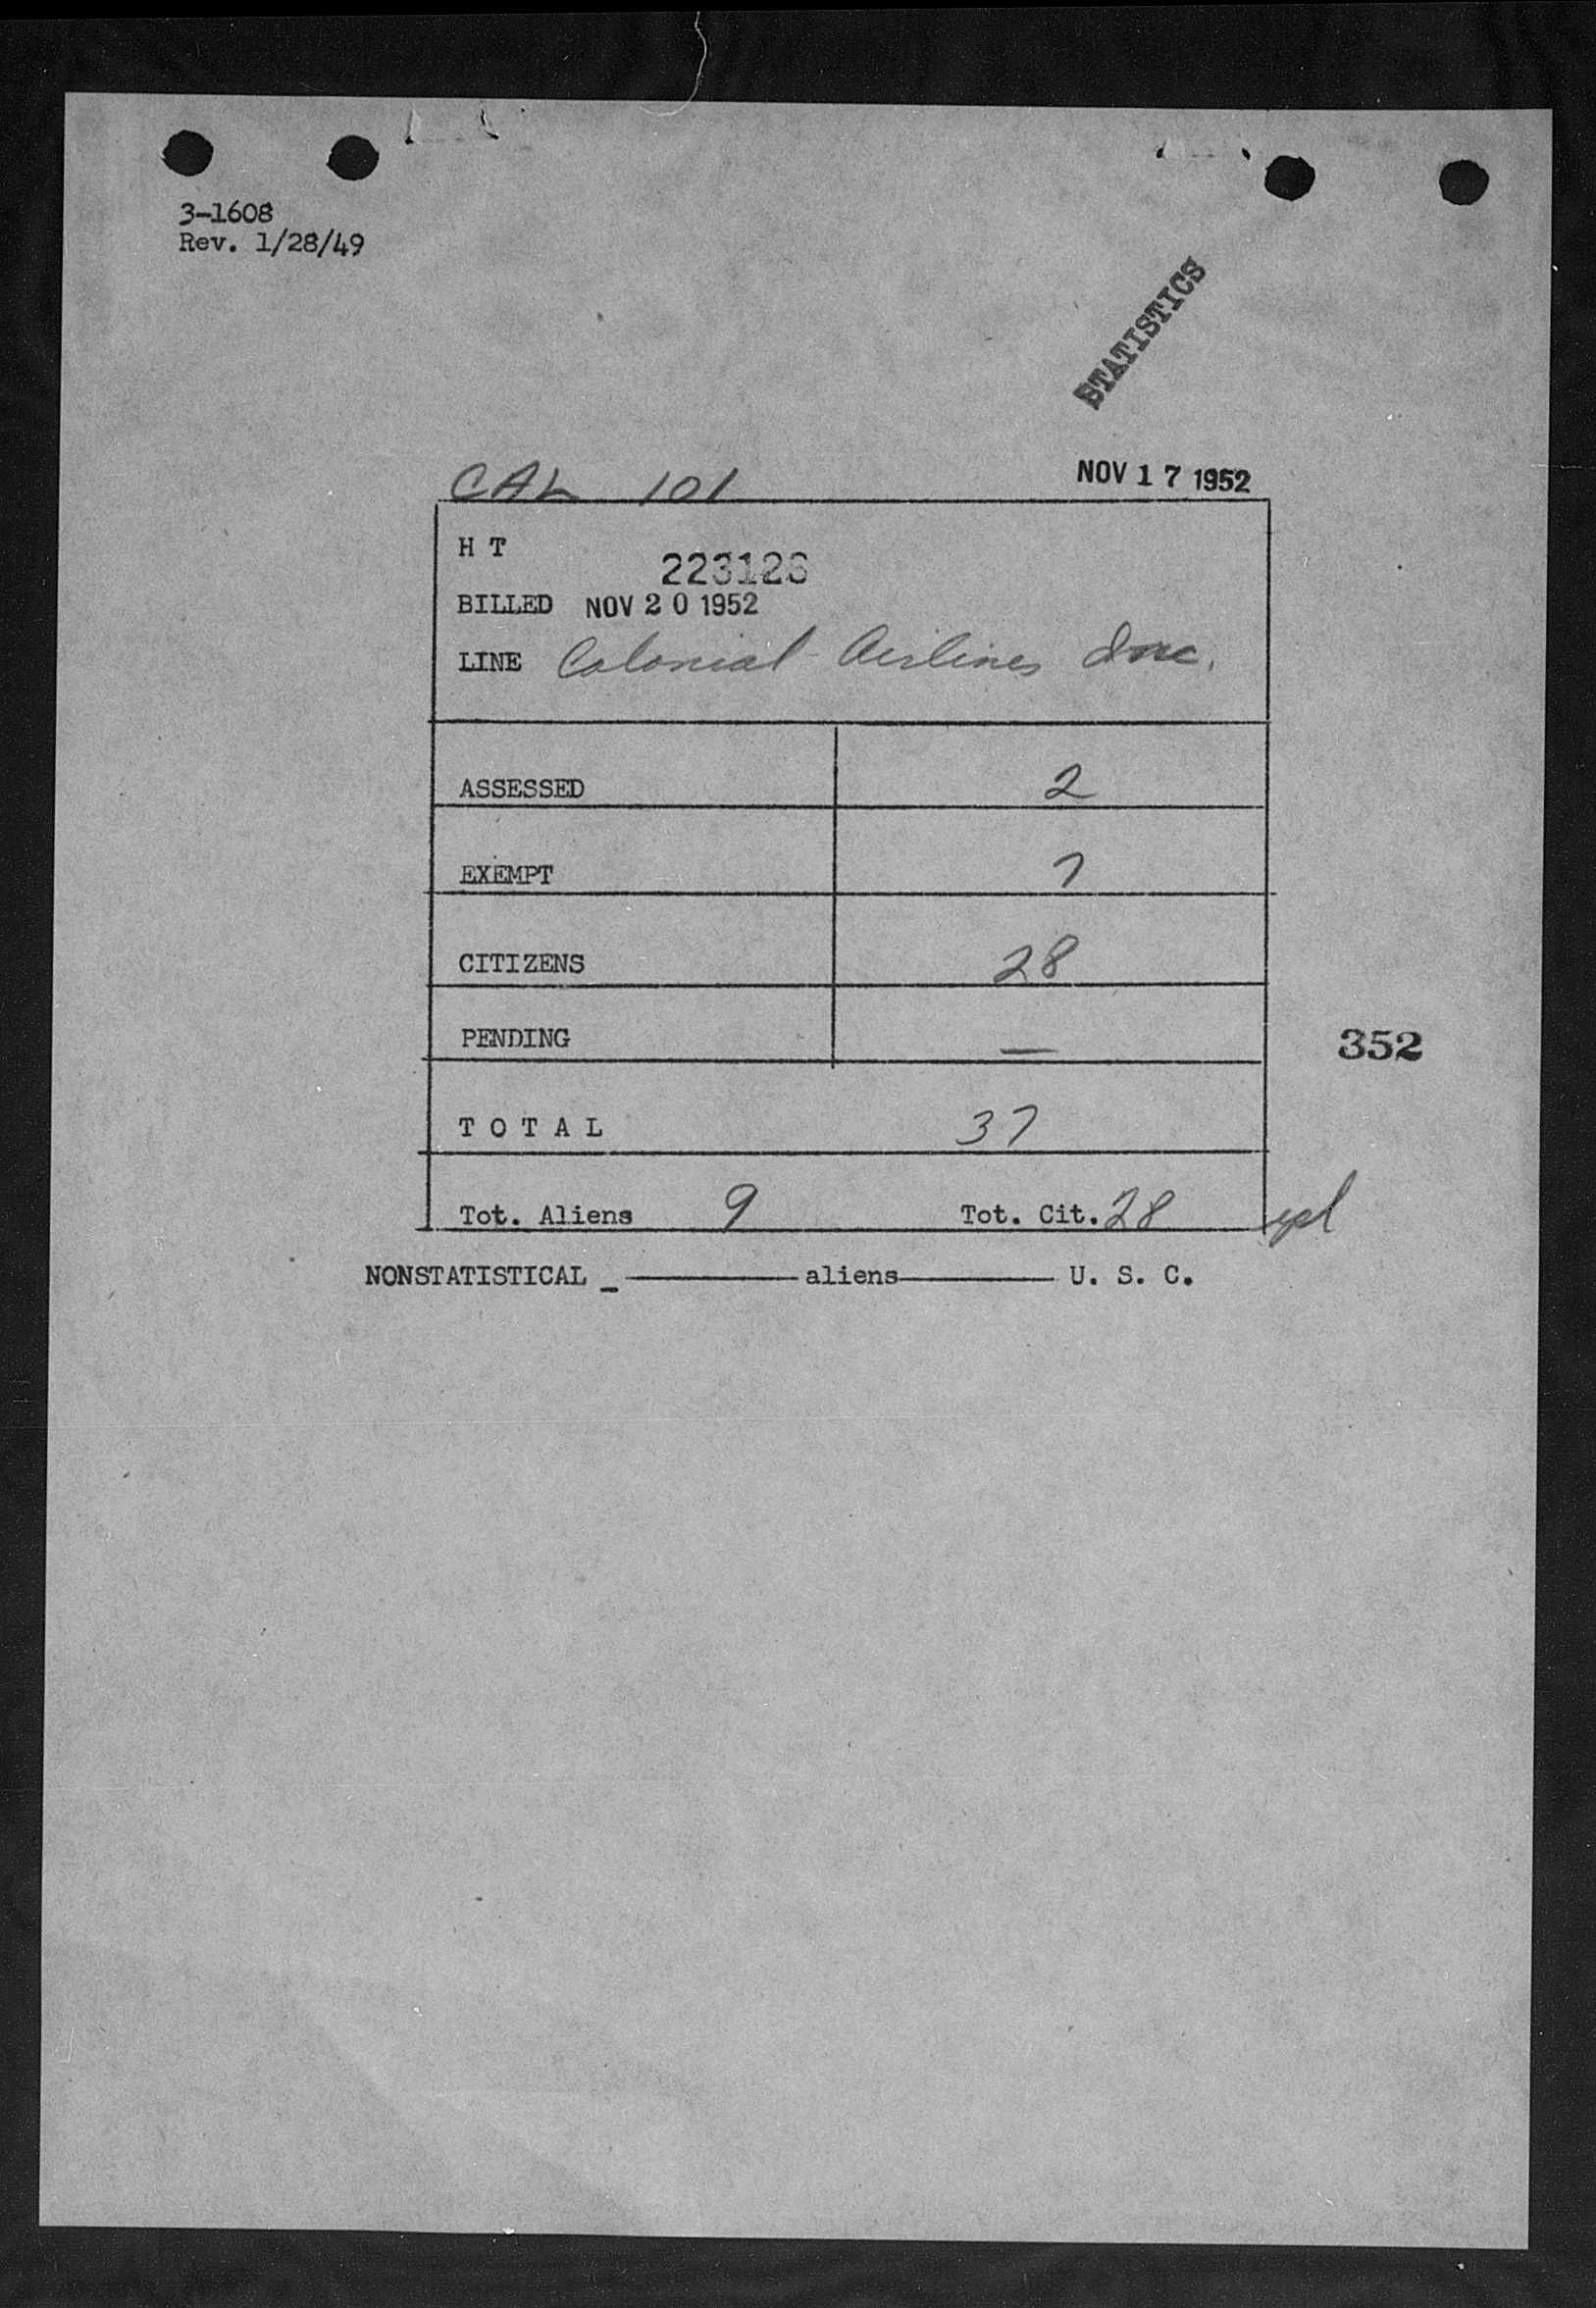 3-1608
Rev. 1/28/49
STATISTICS
CAL 101 NOV 17 1952
H T 223126
BILLED NOV 20 1952
LINE Colonial Airlines Inc.
ASSESSED 2
EXEMPT 7
CITIZENS 28
PENDING —
352
T O T A L 37
Tot. Aliens 9 Tot. Cit. 28
NONSTATISTICAL _ ———— aliens ———— U. S. C.